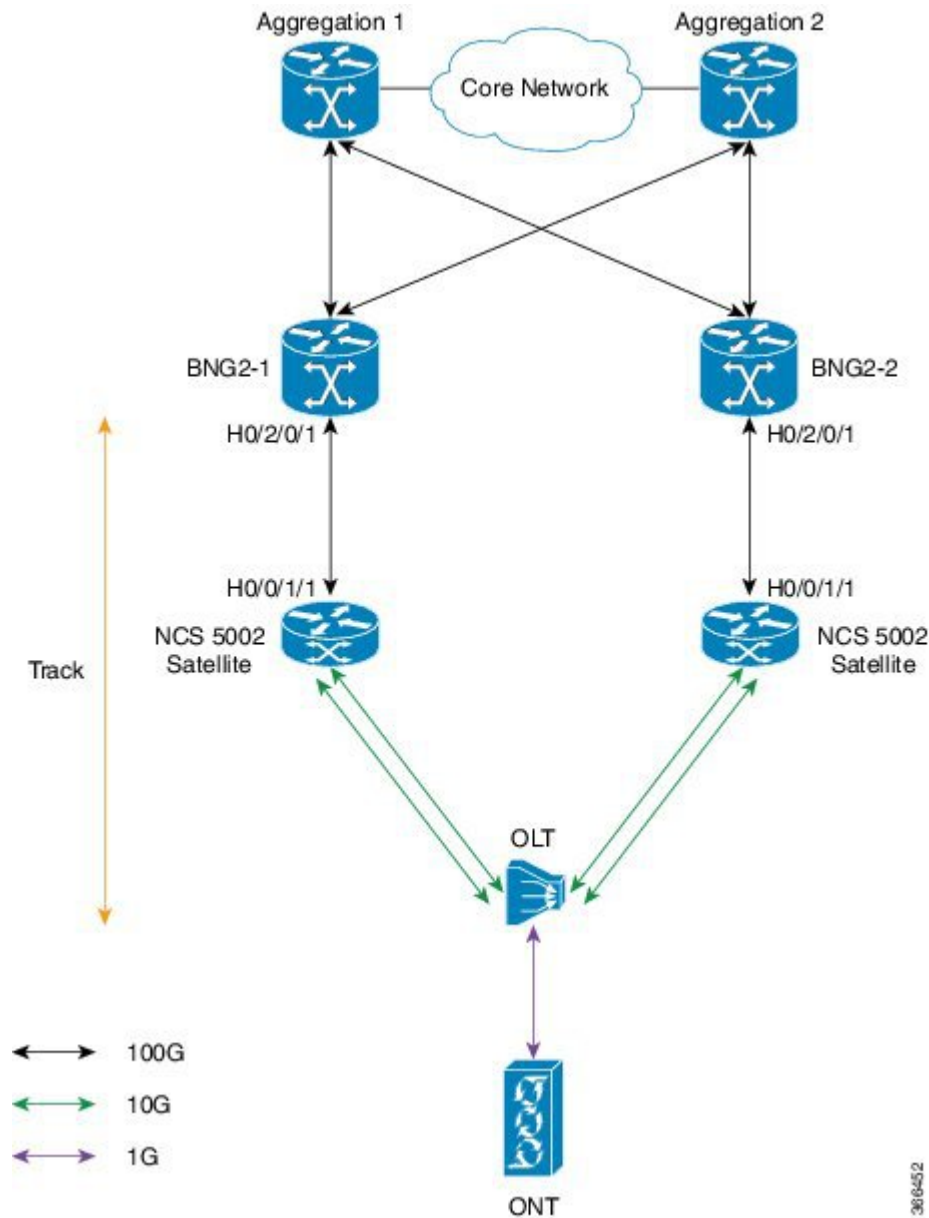 Aggregation 1
Aggregation 2
Core Network
BNG2-1
BNG2-2
H0/2/0/1
H0/2/0/1
H0/0/1/1
H0/0/1/1
NCS 5002
Satellite
NCS 5002
Satellite
Track
OLT
100G
10G
1G
ONT
366452